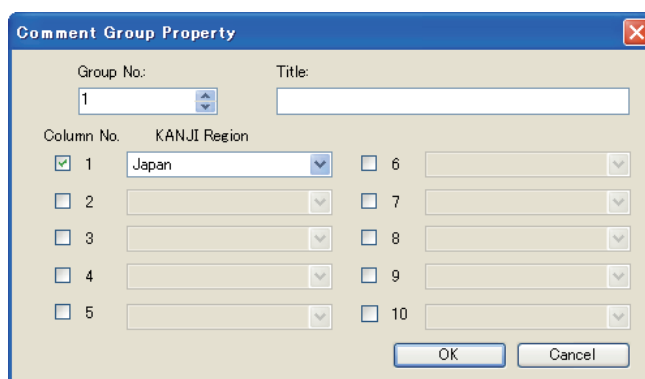 Comment Group Property
Group No.: Title:
1
Column No. KANJI Region
1 Japan 6
2 7
3 8
4 9
5 10
OK Cancel